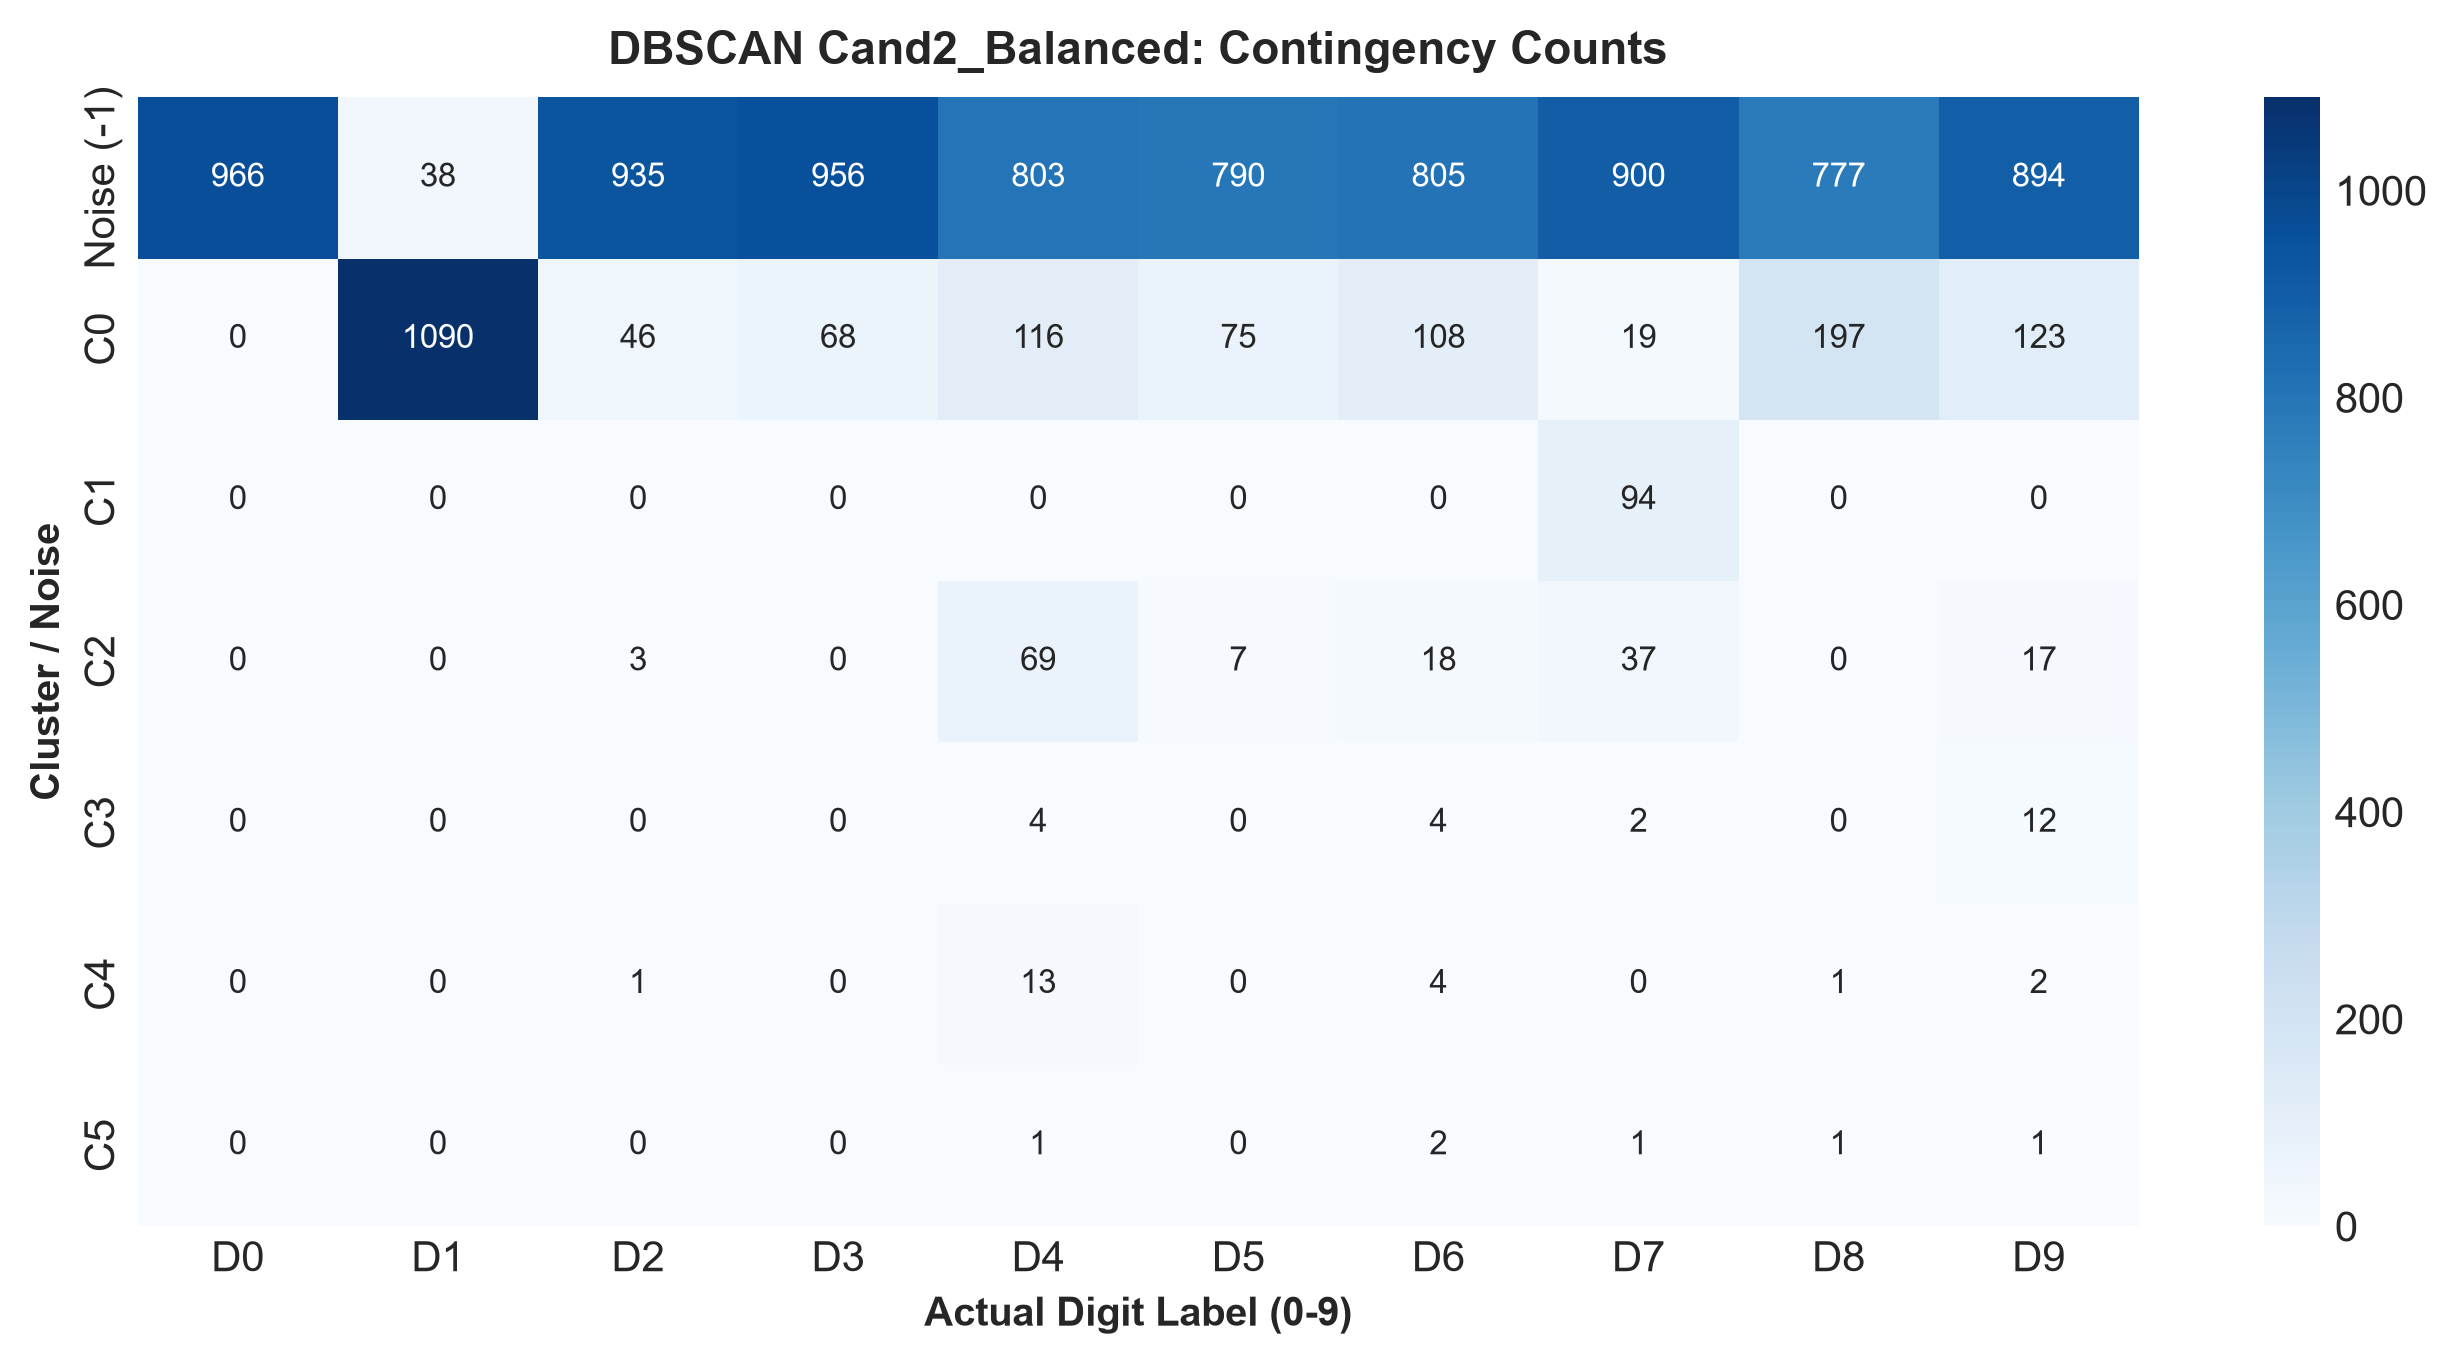 DBSCAN Cand2_Balanced: Contingency Counts
Cluster / Noise
Noise (-1) 966 38 935 956 803 790 805 900 777 894
C0 0 1090 46 68 116 75 108 19 197 123
C1 0 0 0 0 0 0 0 94 0 0
C2 0 0 3 0 69 7 18 37 0 17
C3 0 0 0 0 4 0 4 2 0 12
C4 0 0 1 0 13 0 4 0 1 2
C5 0 0 0 0 1 0 2 1 1 1
D0 D1 D2 D3 D4 D5 D6 D7 D8 D9
Actual Digit Label (0-9)
1000
800
600
400
200
0